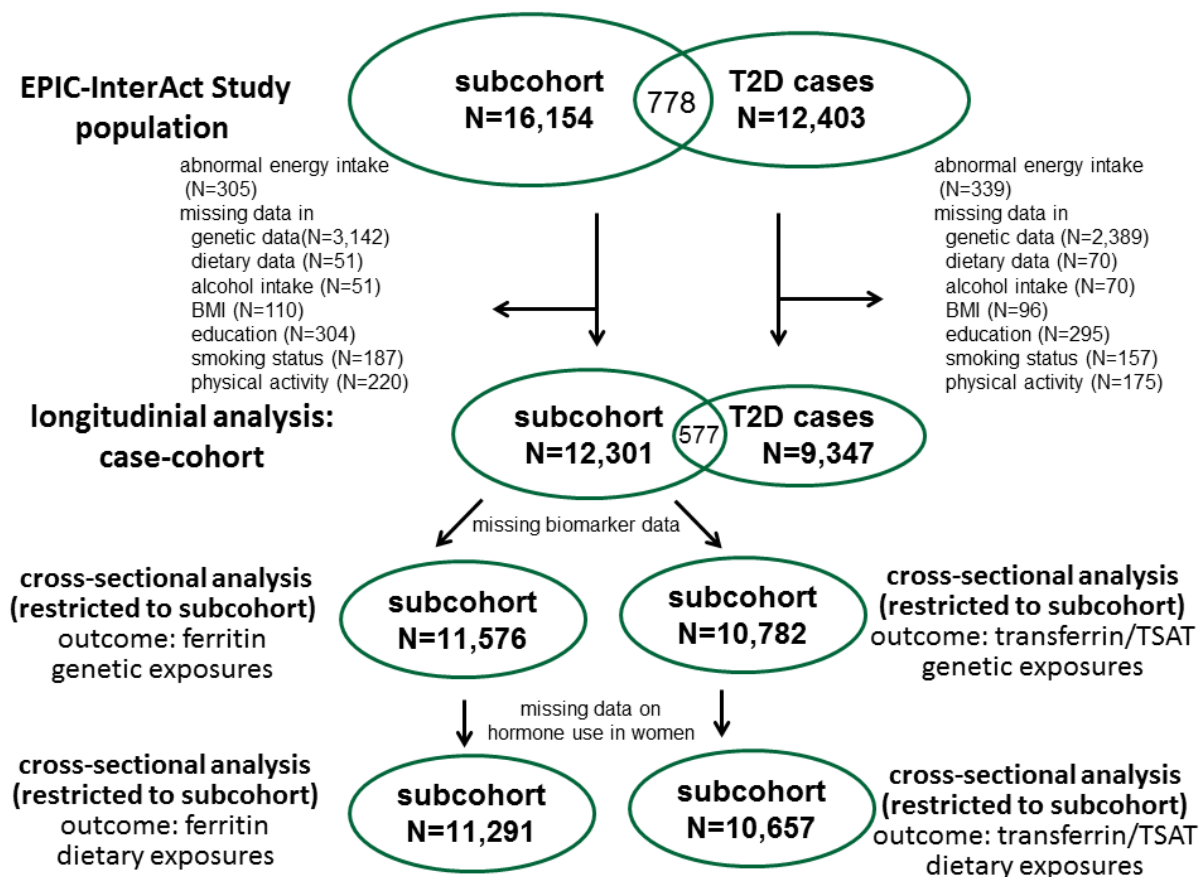 EPIC-InterAct Study
population
subcohort
N=16,154
778
T2D cases
N=12,403
abnormal energy intake
(N=305)
missing data in
genetic data(N=3,142)
dietary data (N=51)
alcohol intake (N=51)
BMI (N=110)
education (N=304)
smoking status (N=187)
physical activity (N=220)
abnormal energy intake
(N=339)
missing data in
genetic data (N=2,389)
dietary data (N=70)
alcohol intake (N=70)
BMI (N=96)
education (N=295)
smoking status (N=157)
physical activity (N=175)
longitudinial analysis:
case-cohort
subcohort
N=12,301
577
T2D cases
N=9,347
missing biomarker data
cross-sectional analysis
(restricted to subcohort)
outcome: ferritin
genetic exposures
subcohort
N=11,576
subcohort
N=10,782
cross-sectional analysis
(restricted to subcohort)
outcome: transferrin/TSAT
genetic exposures
missing data on
hormone use in women
cross-sectional analysis
(restricted to subcohort)
outcome: ferritin
dietary exposures
subcohort
N=11,291
subcohort
N=10,657
cross-sectional analysis
(restricted to subcohort)
outcome: transferrin/TSAT
dietary exposures